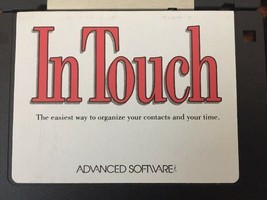 In Touch
The easiest way to organize your contacts and your time.
ADVANCED SOFTWARE